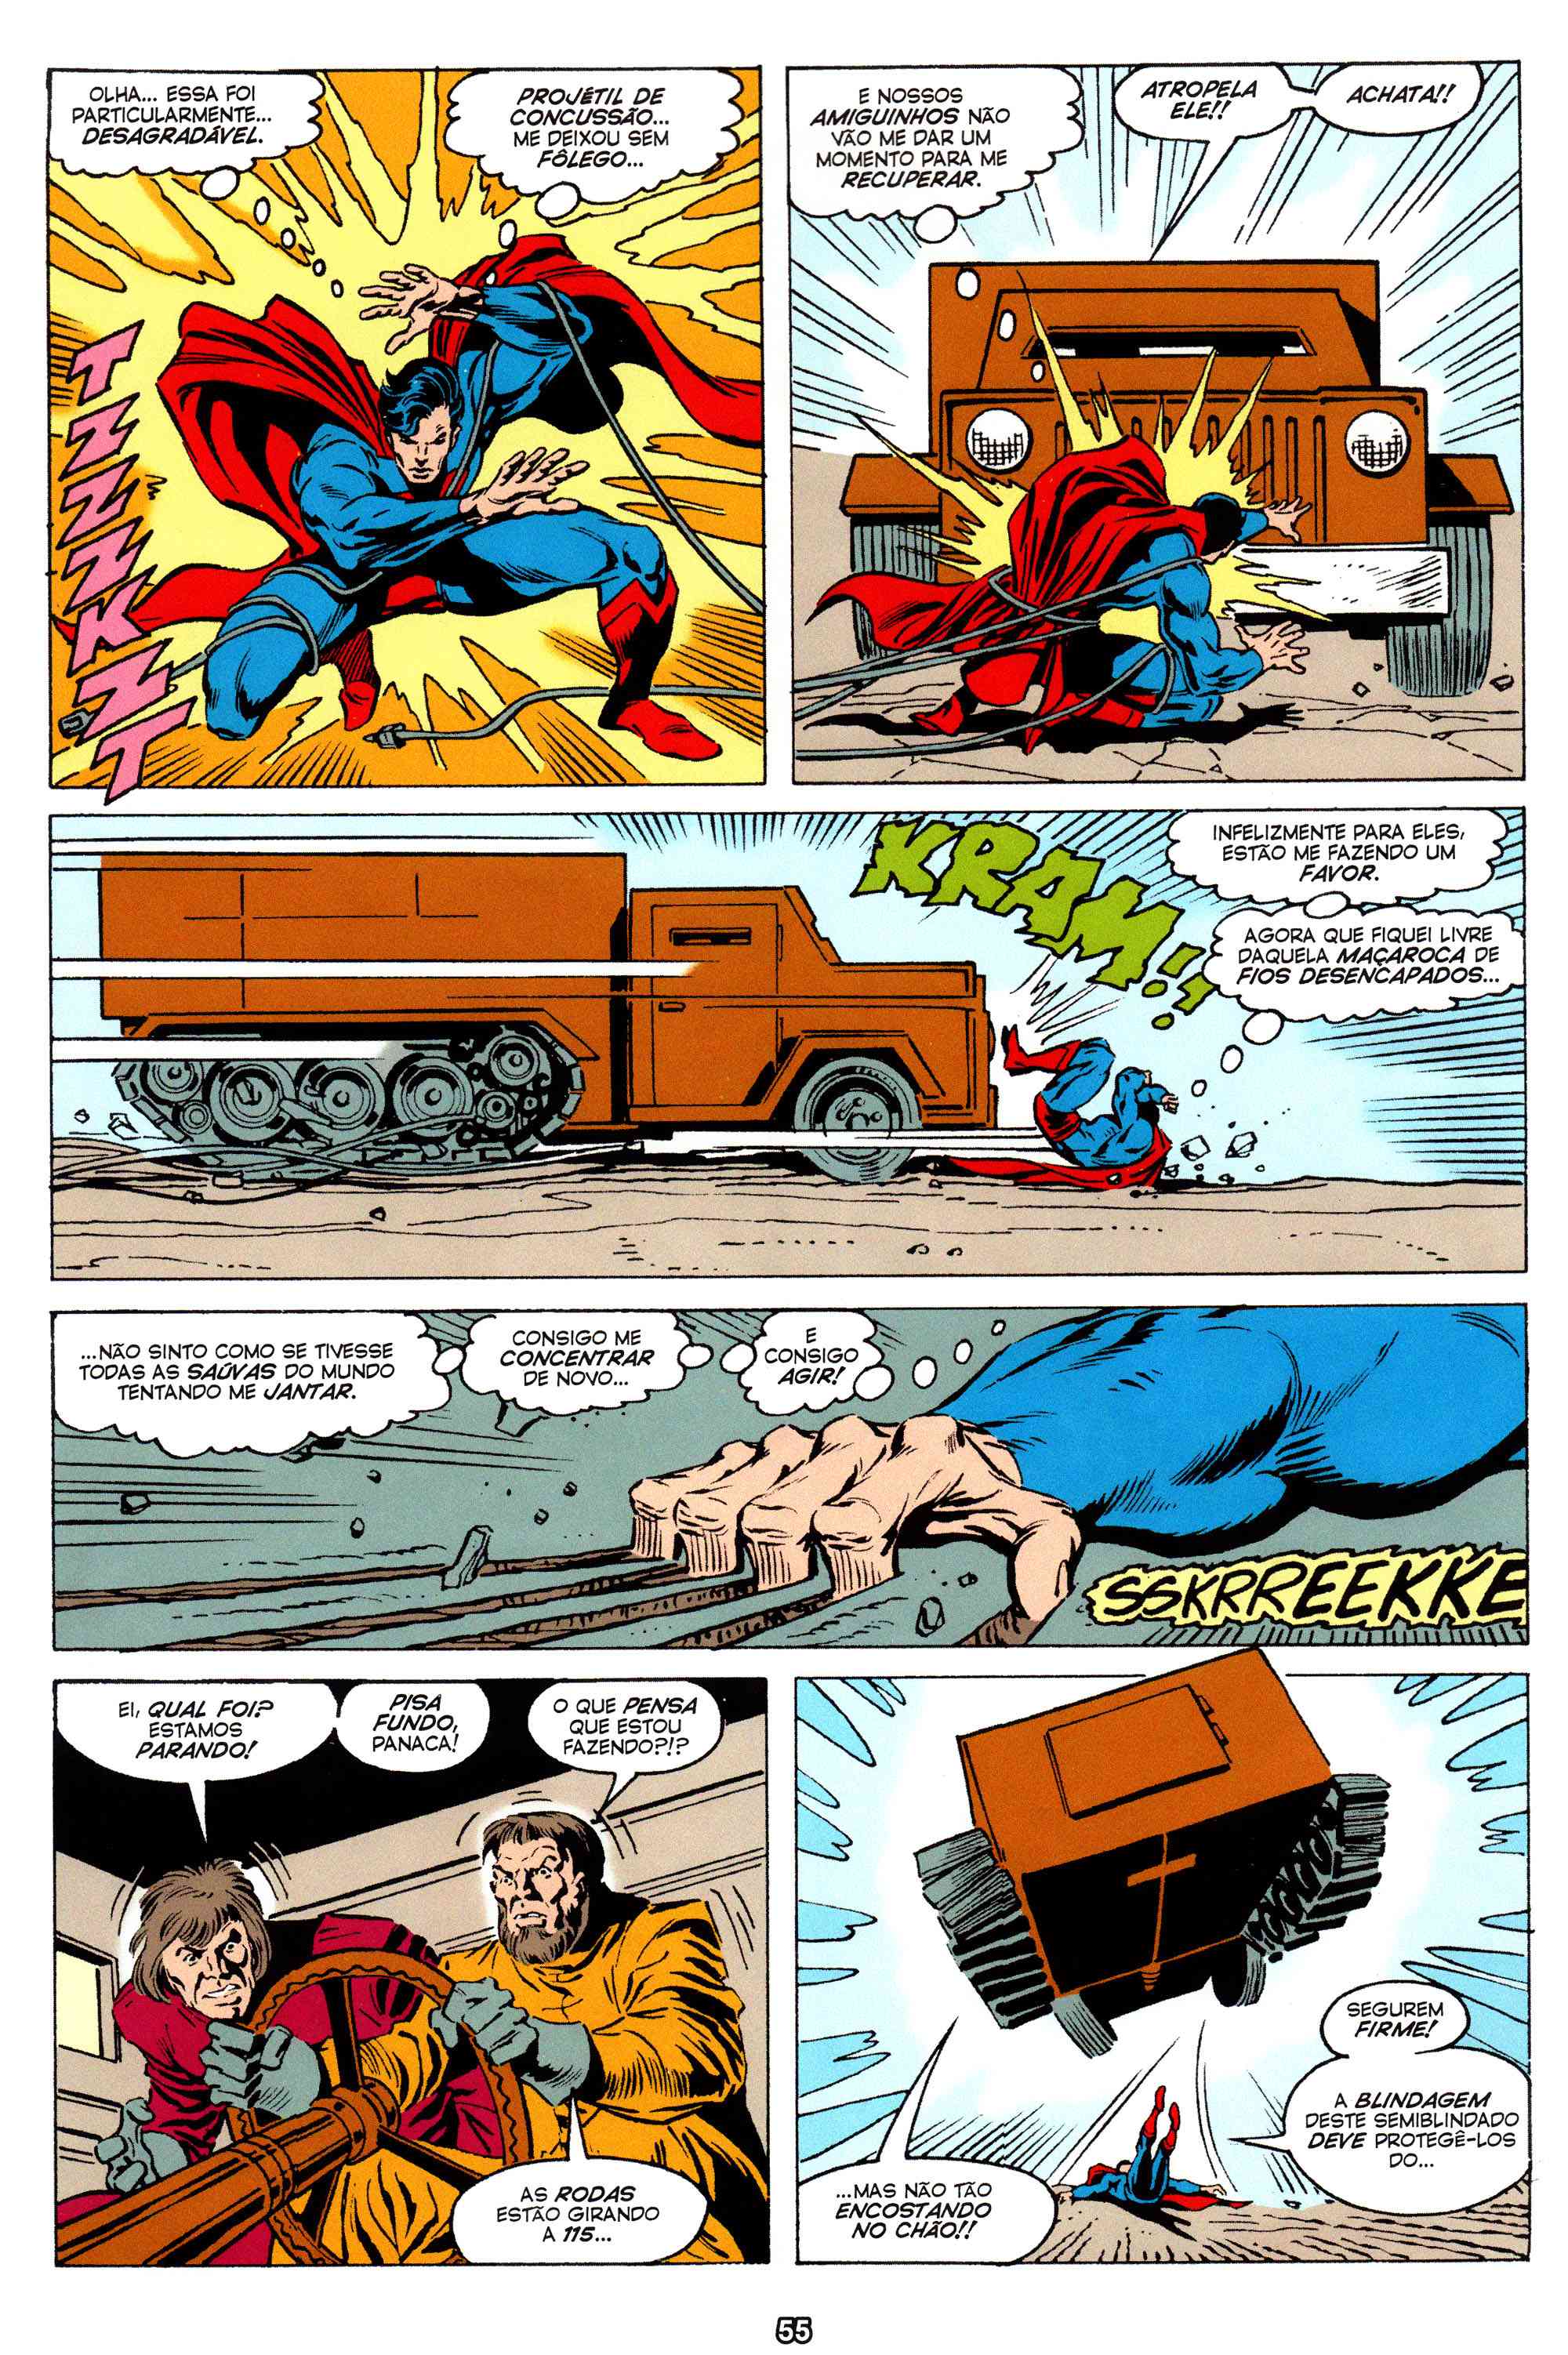 OLHA... ESSA FOI
PARTICULARMENTE...
DESAGRADÁVEL.
PROJÉTIL DE
CONCUSSÃO...
ME DEIXOU SEM
FÔLEGO...
TZZZKZT
E NOSSOS
AMIGUINHOS NÃO
VÃO ME DAR UM
MOMENTO PARA ME
RECUPERAR.
ATROPELA
ELE!!
ACHATA!!
KRAM!!
INFELIZMENTE PARA ELES,
ESTÃO ME FAZENDO UM
FAVOR.
AGORA QUE FIQUEI LIVRE
DAQUELA MAÇAROCA DE
FIOS DESENCAPADOS...
...NÃO SINTO COMO SE TIVESSE
TODAS AS SAÚVAS DO MUNDO
TENTANDO ME JANTAR.
CONSIGO ME
CONCENTRAR
DE NOVO...
E
CONSIGO
AGIR!
SSKRREEEKKE
EI, QUAL FOI?
ESTAMOS
PARANDO!
PISA
FUNDO,
PANACA!
O QUE PENSA
QUE ESTOU
FAZENDO?!?
AS RODAS
ESTÃO GIRANDO
A 115...
...MAS NÃO TÃO
ENCOSTANDO
NO CHÃO!!
SEGUREM
FIRME!
A BLINDAGEM
DESTE SEMIBLINDADO
DEVE PROTEGÊ-LOS
DO...
55